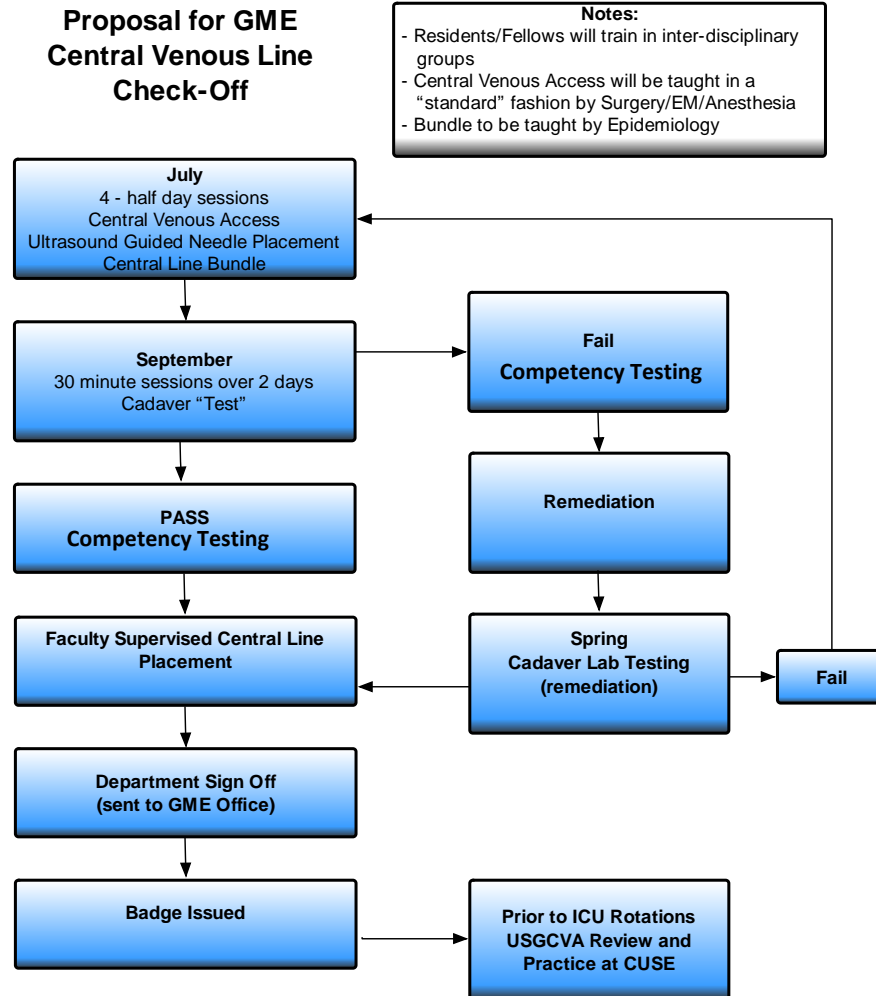 Proposal for GME
Central Venous Line
Check-Off
Notes:
- Residents/Fellows will train in inter-disciplinary
groups
- Central Venous Access will be taught in a
“standard” fashion by Surgery/EM/Anesthesia
- Bundle to be taught by Epidemiology
July
4 - half day sessions
Central Venous Access
Ultrasound Guided Needle Placement
Central Line Bundle
September
30 minute sessions over 2 days
Cadaver “Test”
Fail
Competency Testing
PASS
Competency Testing
Remediation
Faculty Supervised Central Line
Placement
Spring
Cadaver Lab Testing
(remediation)
Fail
Department Sign Off
(sent to GME Office)
Badge Issued
Prior to ICU Rotations
USGCVA Review and
Practice at CUSE